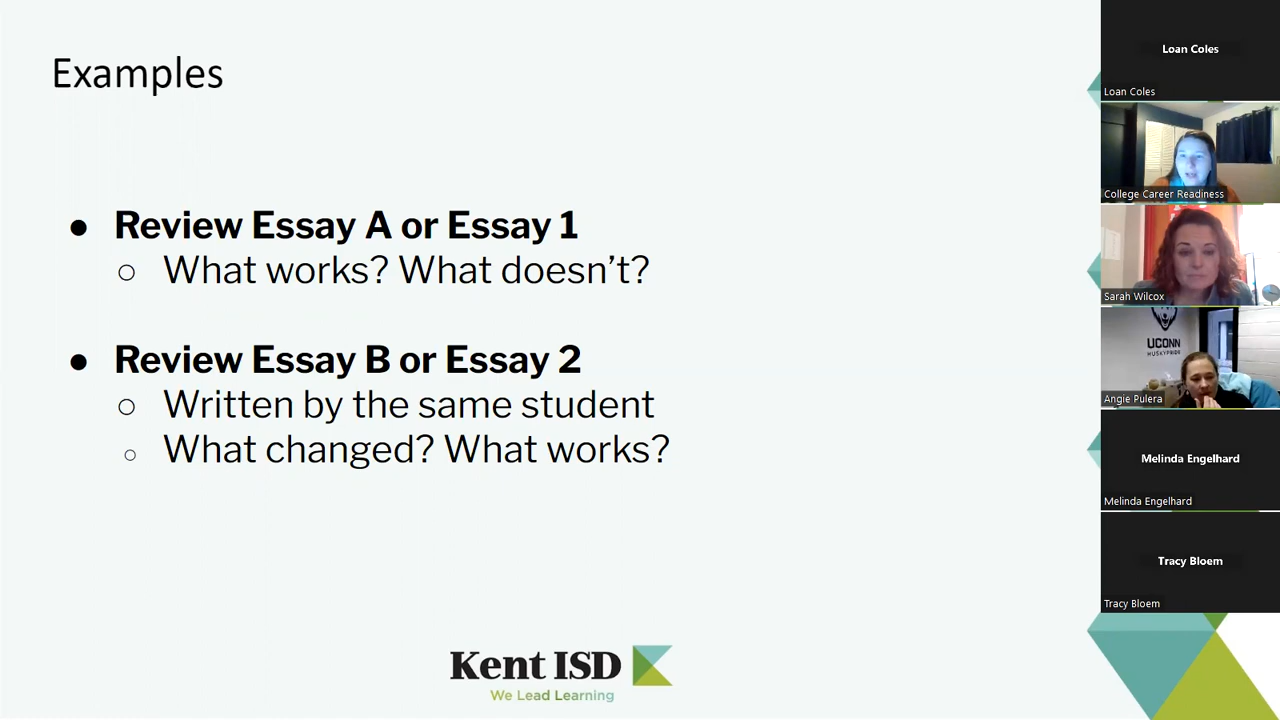 Examples
● Review Essay A or Essay 1
○ What works? What doesn’t?
● Review Essay B or Essay 2
○ Written by the same student
○ What changed? What works?
Kent ISD
We Lead Learning
Loan Coles
Loan Coles
College Career Readiness
Sarah Wilcox
UCONN
Angie Pulera
Melinda Engelhard
Melinda Engelhard
Tracy Bloem
Tracy Bloem